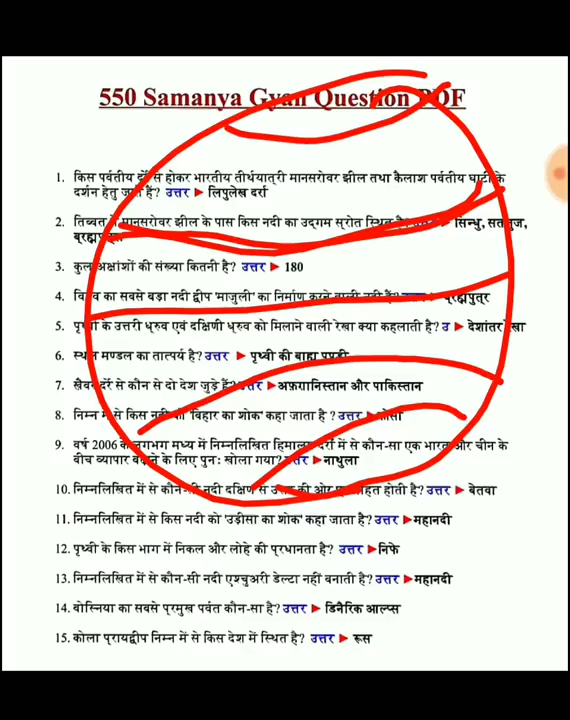 550 Samanya Gyan Question PDF
1. किस पर्वतीय दर्रे से होकर भारतीय तीर्थयात्री मानसरोवर झील तथा कैलाश पर्वतीय घाटी के
दर्शन हेतु जाते हैं? उत्तर ► लिपुलेख दर्रा
2. तिब्बत में मानसरोवर झील के पास किस नदी का उद्गम स्रोत स्थित है? सिन्धु, सतलुज,
ब्रह्मपुत्र
3. कुल अक्षांशों की संख्या कितनी है? उत्तर ► 180
4. विश्व का सबसे बड़ा नदी द्वीप 'माजुली' का निर्माण करने वाली नदी है? ब्रह्मपुत्र
5. पृथ्वी के उत्तरी ध्रुव एवं दक्षिणी ध्रुव को मिलाने वाली रेखा क्या कहलाती है? उ ► देशांतर रेखा
6. स्थल मण्डल का तात्पर्य है? उत्तर ► पृथ्वी की बाह्य
7. खैबर दर्रे से कौन से दो देश जुड़े हैं? उत्तर ► अफ़ग़ानिस्तान और पाकिस्तान
8. निम्न में से किस नदी को 'बिहार का शोक' कहा जाता है ? उत्तर ► कोसी
9. वर्ष 2006 के लगभग मध्य में निम्नलिखित हिमालयी दर्रों में से कौन-सा एक भारत और चीन के
बीच व्यापार बढ़ाने के लिए पुनः खोला गया? उत्तर ► नाथुला
10. निम्नलिखित में से कौन-सी नदी दक्षिण से उत्तर की ओर प्रवाहित होती है? उत्तर ► बेतवा
11. निम्नलिखित में से किस नदी को 'उड़ीसा का शोक' कहा जाता है? उत्तर ► महानदी
12. पृथ्वी के किस भाग में निकल और लोहे की प्रधानता है? उत्तर ► निफे
13. निम्नलिखित में से कौन-सी नदी एश्चुअरी डेल्टा नहीं बनाती है? उत्तर ► महानदी
14. बोस्निया का सबसे प्रमुख पर्वत कौन-सा है? उत्तर ► डिनैरिक आल्प्स
15. कोला प्रायद्वीप निम्न में से किस देश में स्थित है? उत्तर ► रूस